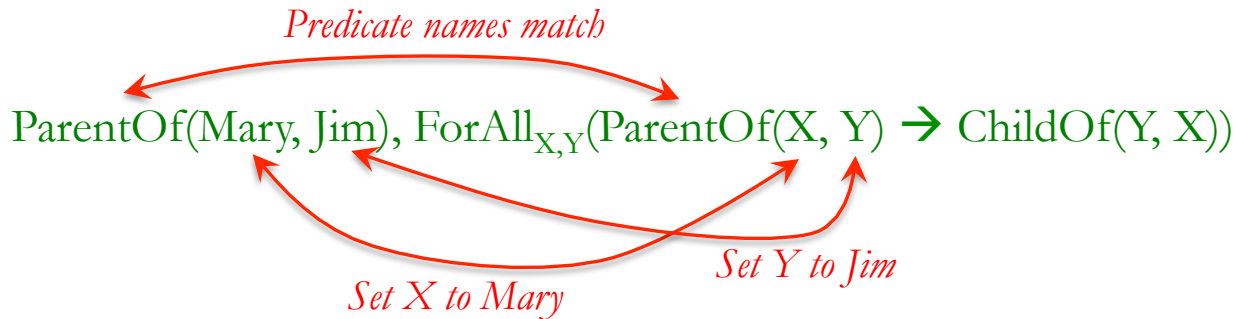 Predicate names match
ParentOf(Mary, Jim), ForAllX,Y(ParentOf(X, Y) → ChildOf(Y, X))
Set Y to Jim
Set X to Mary